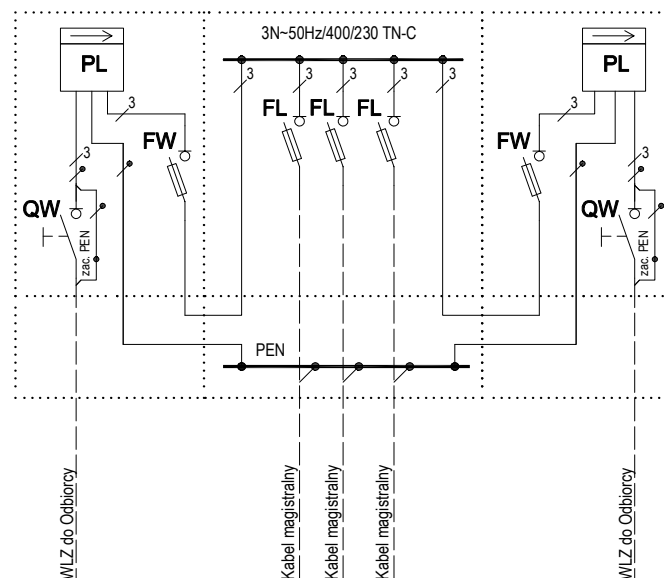 3N~50Hz/400/230 TN-C
PL
PL
3
3
3
3
3
3
3
FL
FL
FL
FW
FW
3
3
QW
QW
zac. PEN
zac. PEN
PEN
WLZ do Odbiorcy
Kabel magistralny
Kabel magistralny
Kabel magistralny
WLZ do Odbiorcy